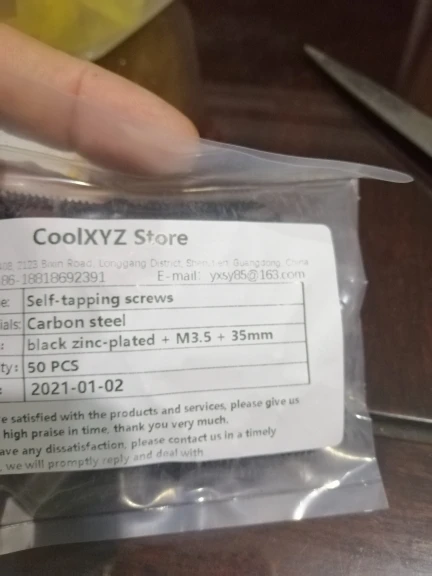 CoolXYZ Store
2103 Bixin Road, Longgang District, Shenzhen Guangdong, China
86-18818692391 E-mail: yxsy85@163.com
e: Self-tapping screws
ials: Carbon steel
: black zinc-plated + M3.5 + 35mm
ty: 50 PCS
: 2021-01-02
e satisfied with the products and services, please give us
high praise in time, thank you very much.
ave any dissatisfaction, please contact us in a timely
, we will promptly reply and deal with